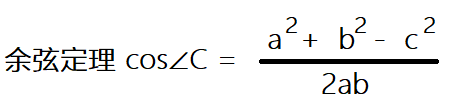 余弦定理 cos∠C = (a² + b² - c²) / 2ab